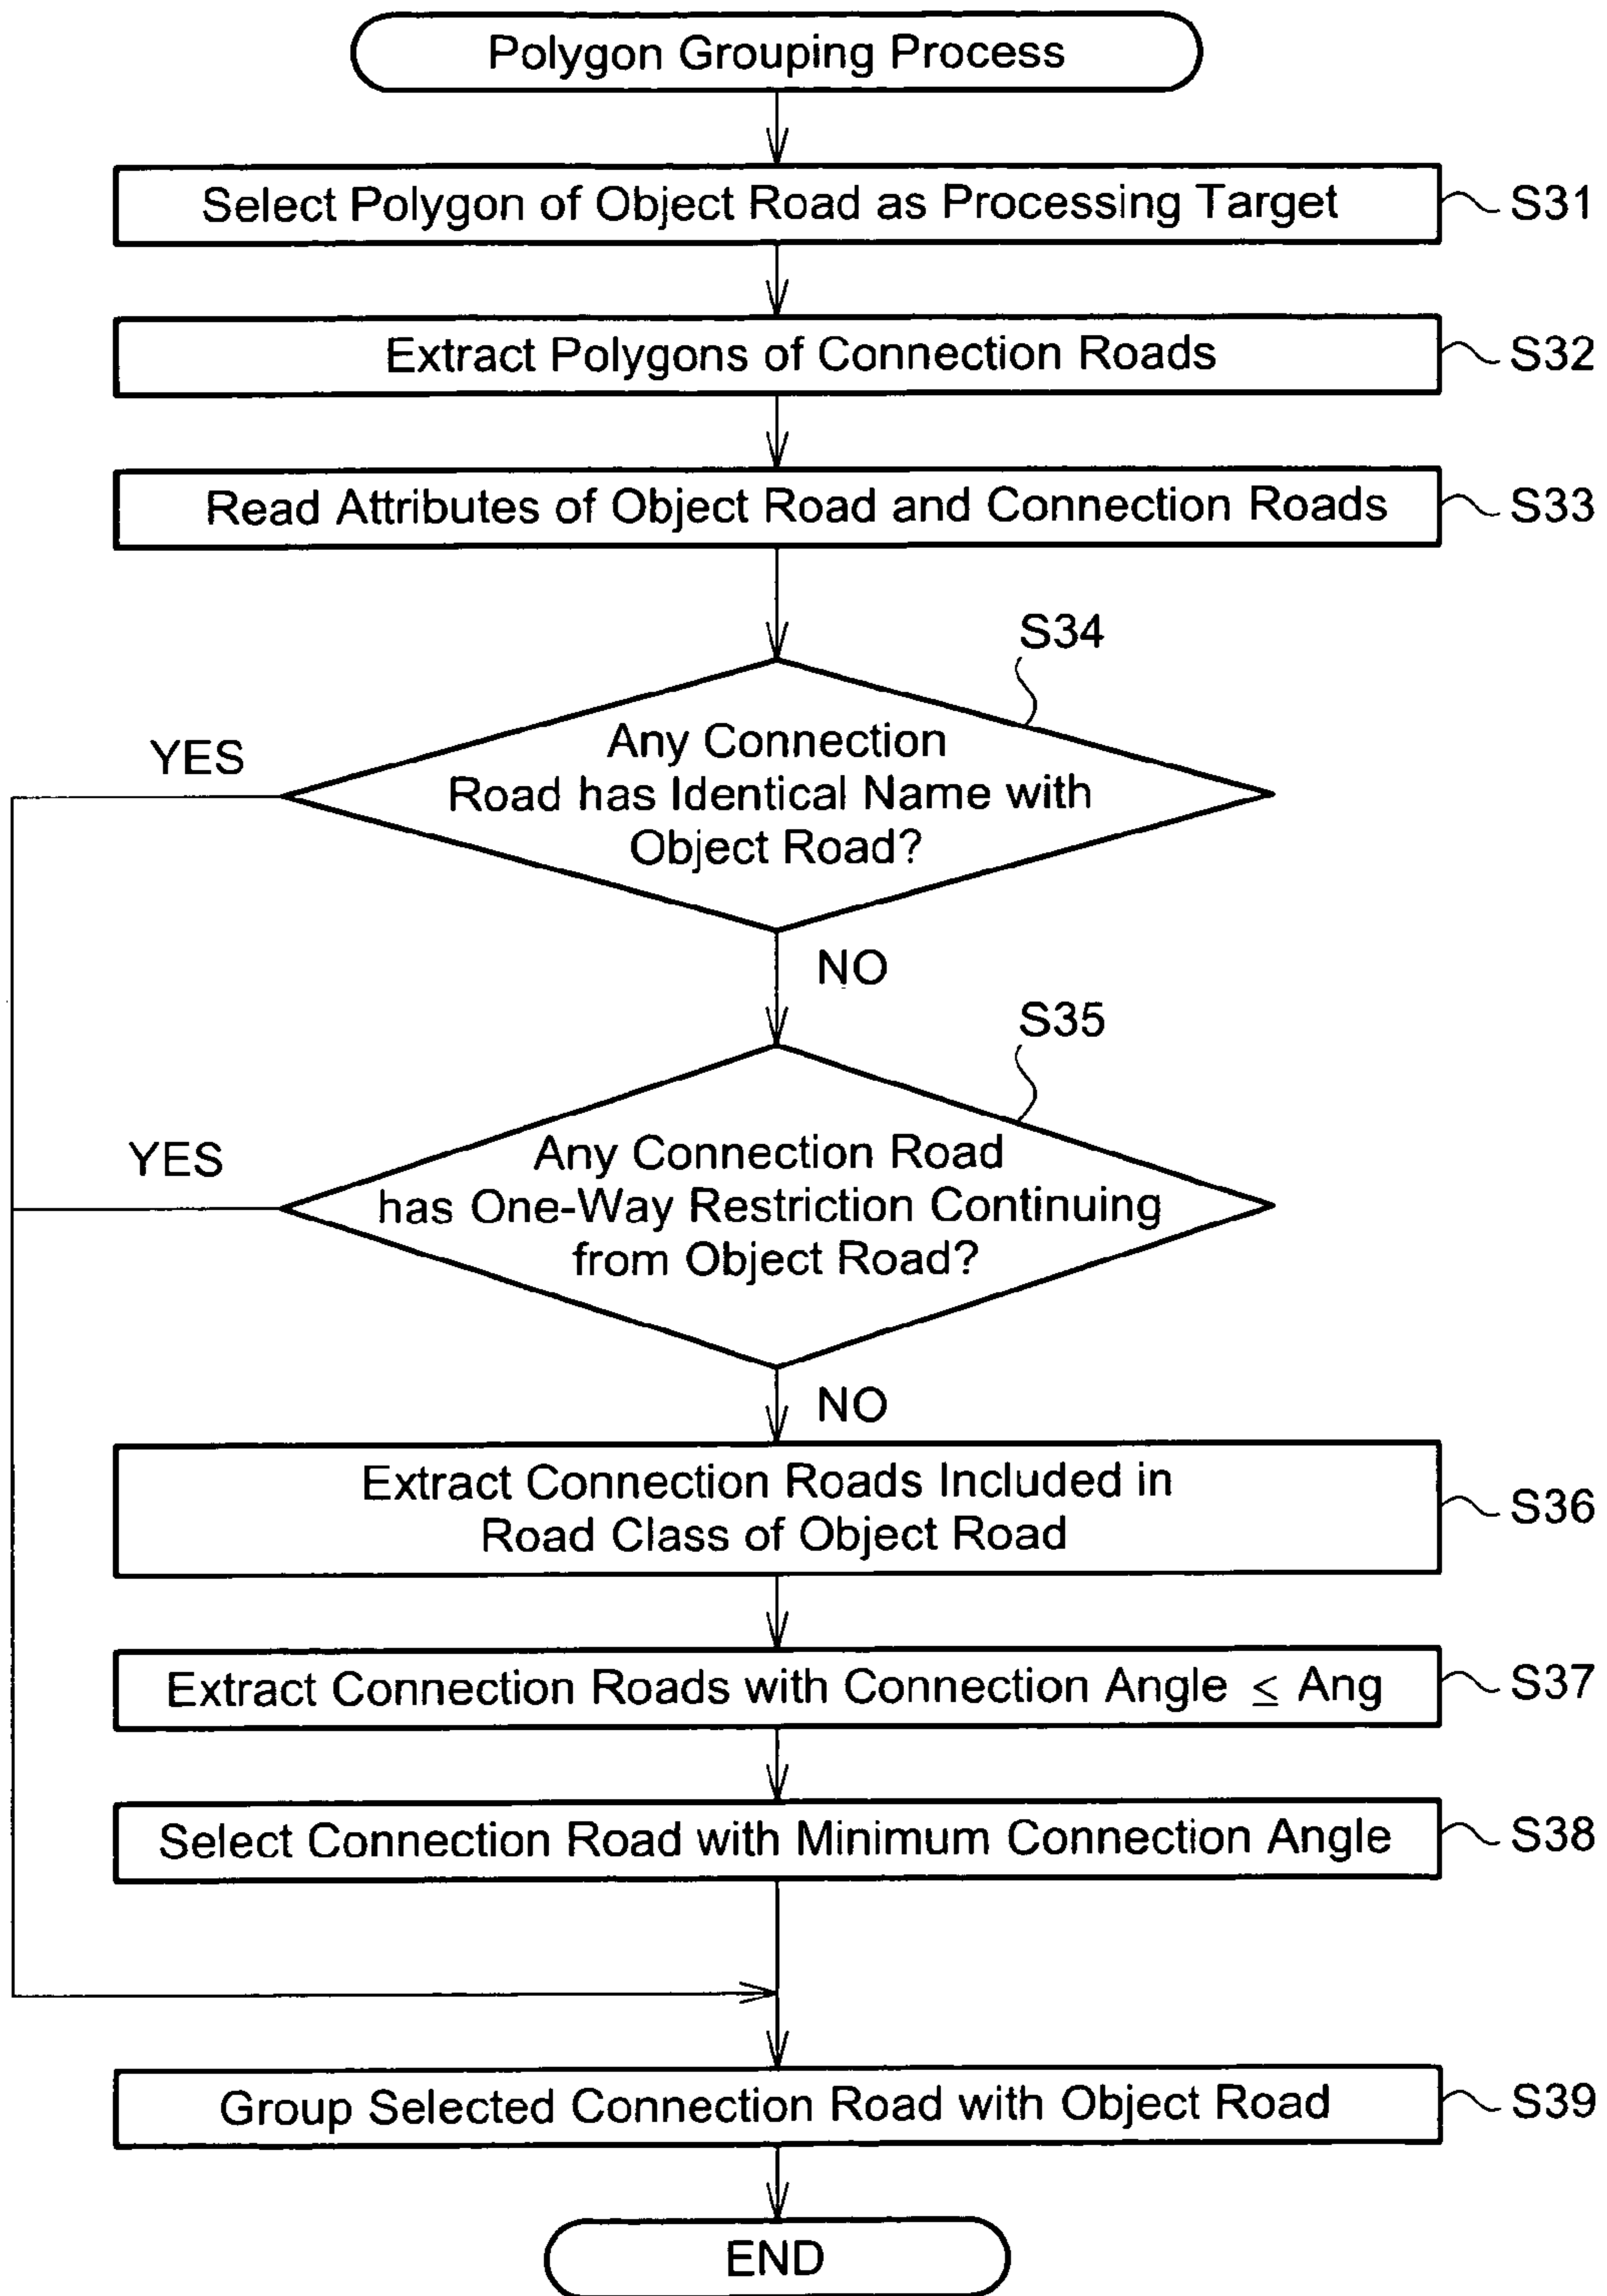 Polygon Grouping Process
Select Polygon of Object Road as Processing Target
S31
Extract Polygons of Connection Roads
S32
Read Attributes of Object Road and Connection Roads
S33
S34
Any Connection
Road has Identical Name with
Object Road?
YES
NO
S35
Any Connection Road
has One-Way Restriction Continuing
from Object Road?
YES
NO
Extract Connection Roads Included in
Road Class of Object Road
S36
Extract Connection Roads with Connection Angle ≤ Ang
S37
Select Connection Road with Minimum Connection Angle
S38
Group Selected Connection Road with Object Road
S39
END